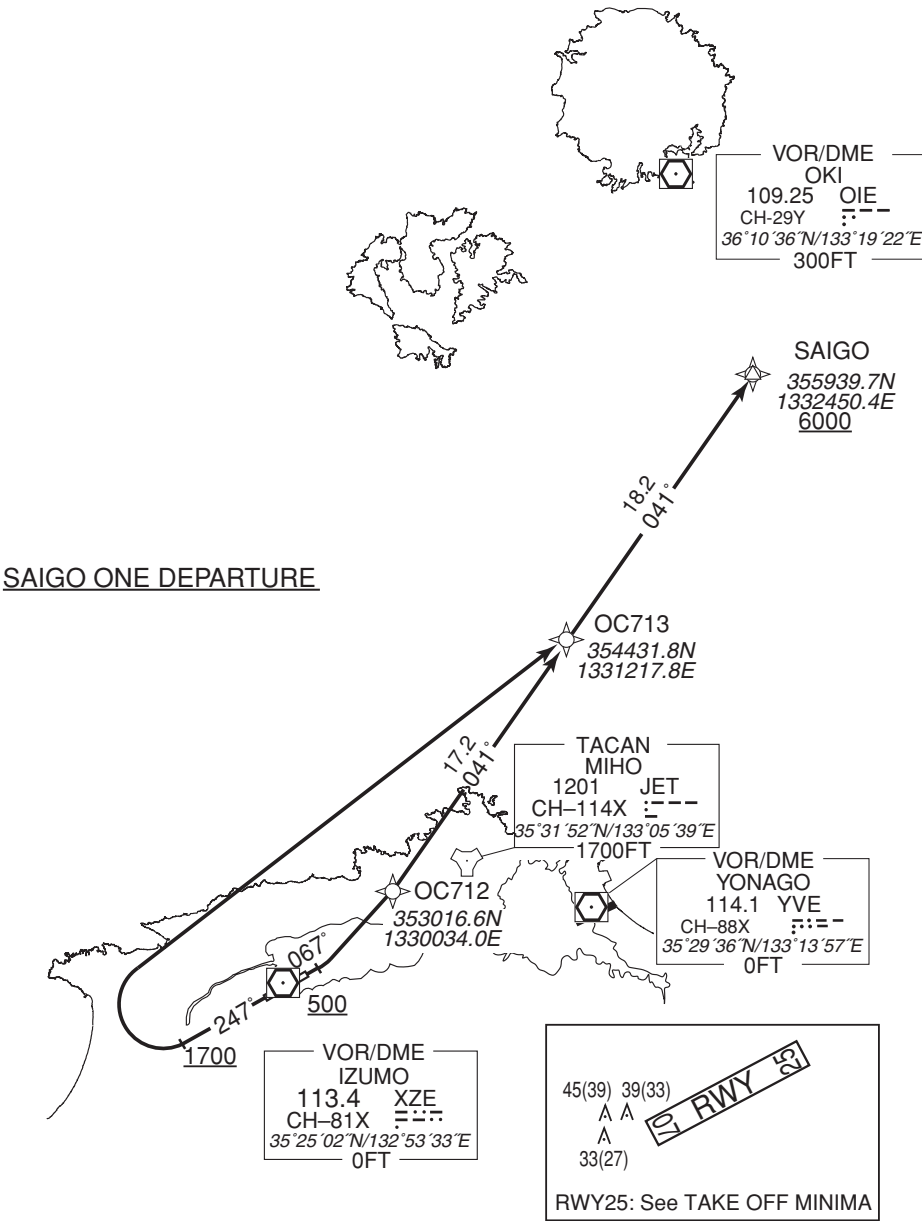 VOR/DME
OKI
109.25 OIE
CH-29Y
36°10´36˝N/133°19´22˝E
300FT
SAIGO
355939.7N
1332450.4E
6000
18.2
041°
SAIGO ONE DEPARTURE
OC713
354431.8N
1331217.8E
17.2
041°
TACAN
MIHO
1201 JET
CH–114X
35°31´52˝N/133°05´39˝E
1700FT
VOR/DME
YONAGO
114.1 YVE
CH–88X
35°29´36˝N/133°13´57˝E
0FT
OC712
353016.6N
1330034.0E
067°
500
247°
1700
VOR/DME
IZUMO
113.4 XZE
CH–81X
35°25´02˝N/132°53´33˝E
0FT
45(39) 39(33)
33(27)
07 RWY 25
RWY25: See TAKE OFF MINIMA